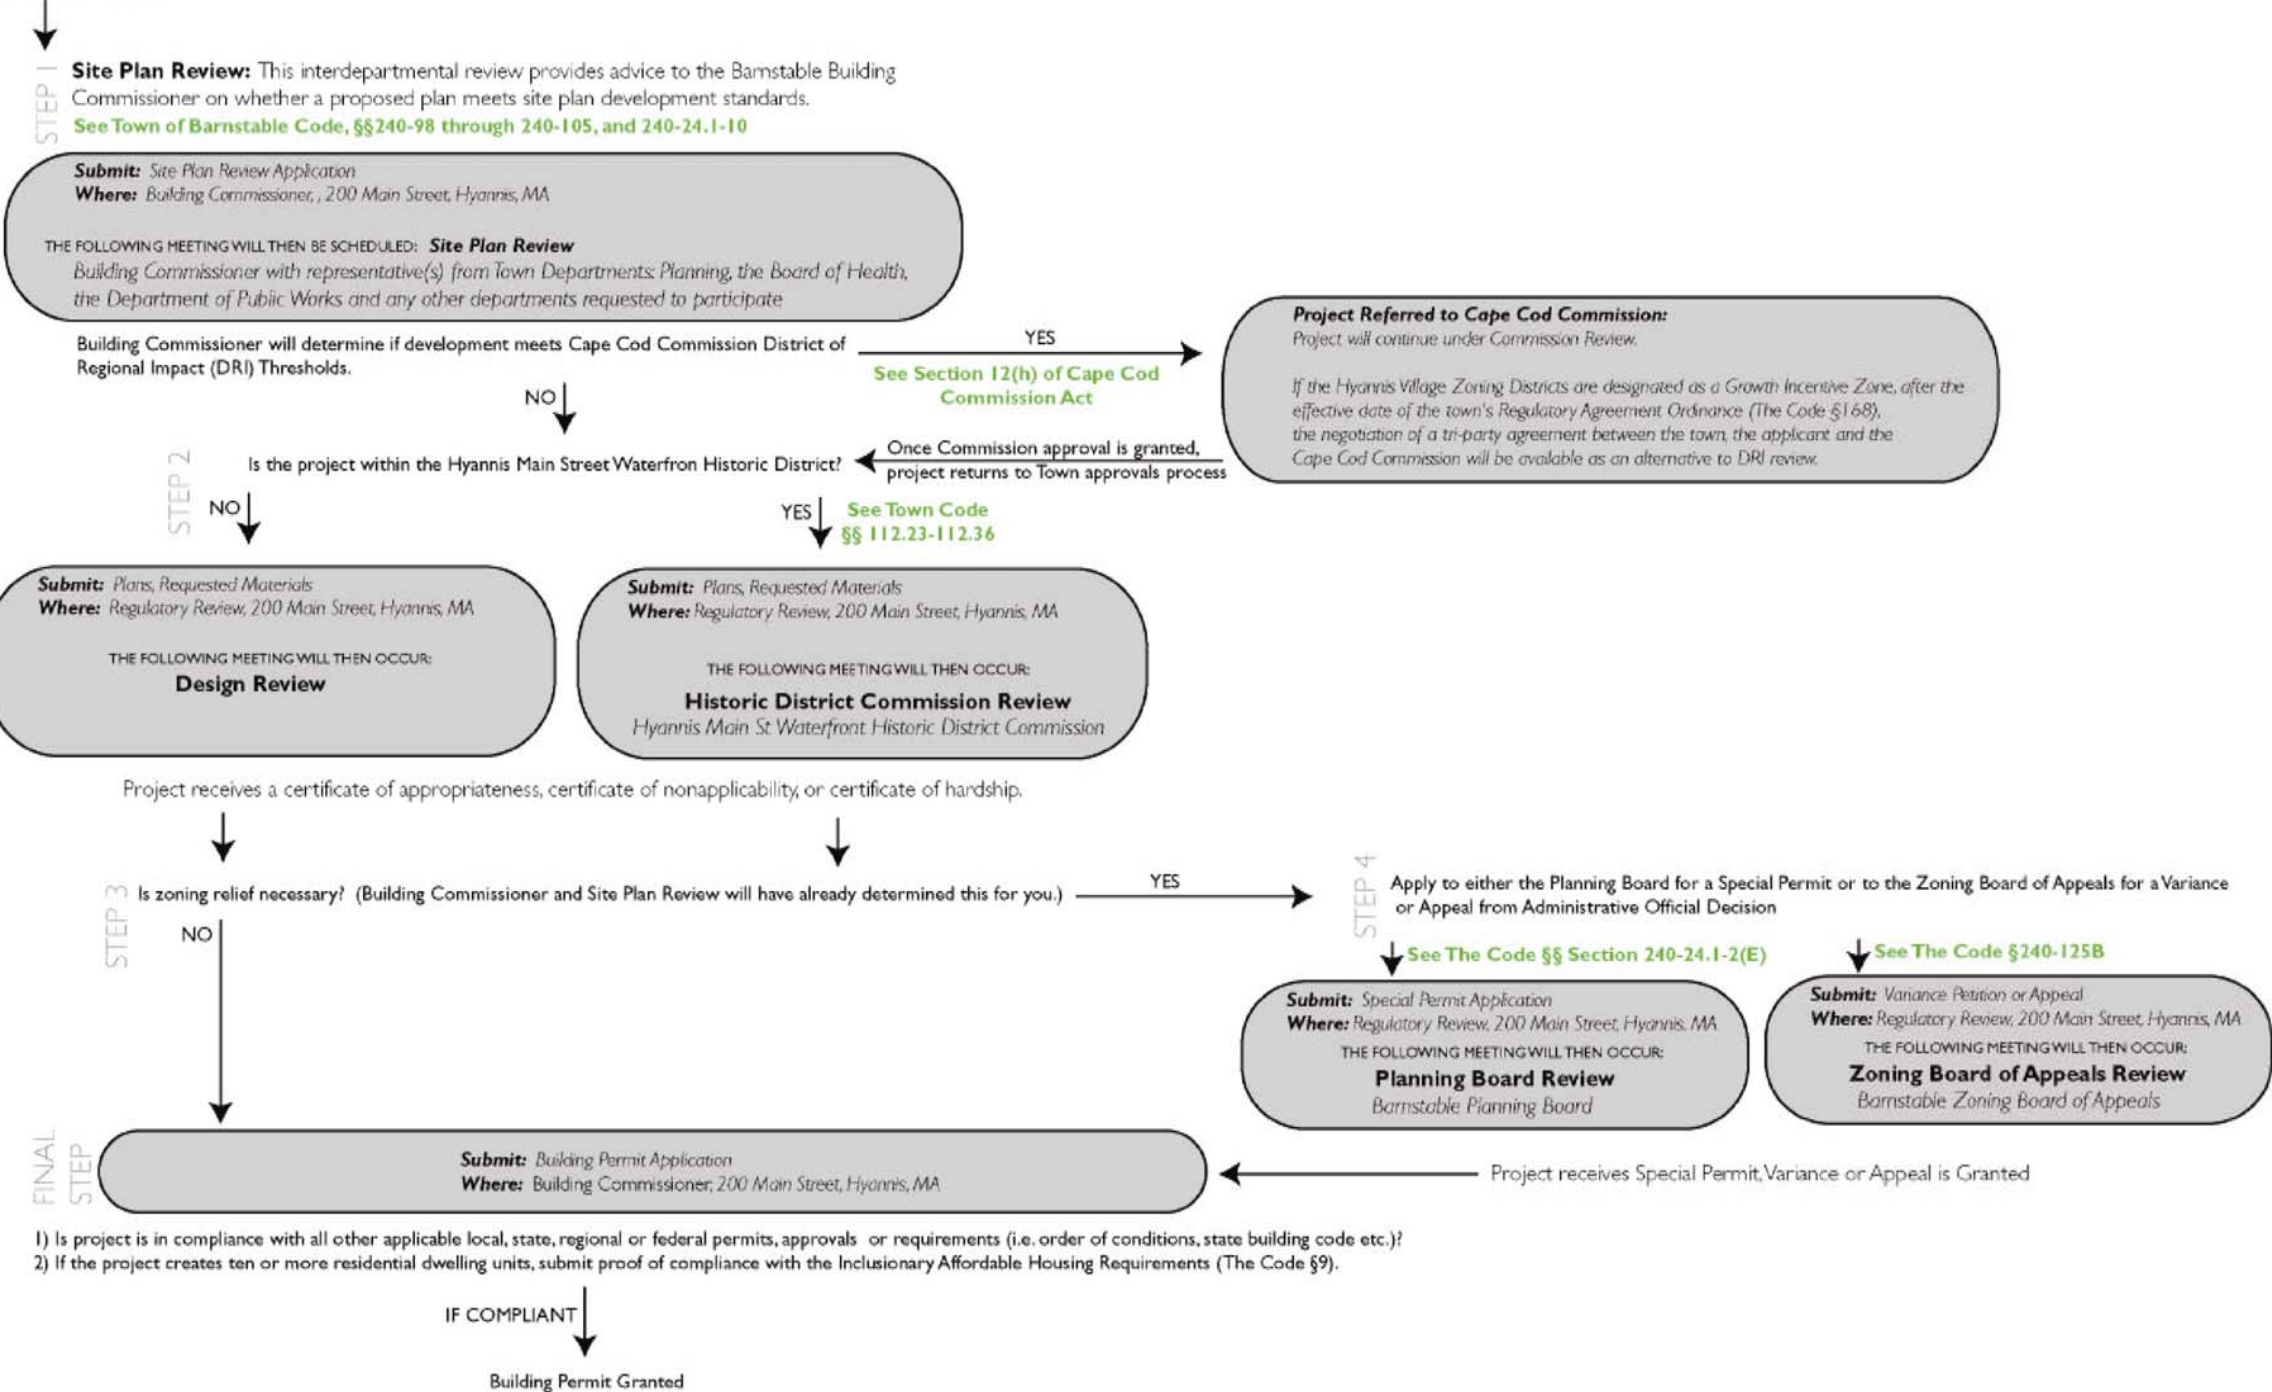 STEP 1
Site Plan Review: This interdepartmental review provides advice to the Barnstable Building
Commissioner on whether a proposed plan meets site plan development standards.
See Town of Barnstable Code, §§240-98 through 240-105, and 240-24.1-10
Submit: Site Plan Review Application
Where: Building Commissioner, , 200 Main Street, Hyannis, MA
THE FOLLOWING MEETING WILL THEN BE SCHEDULED: Site Plan Review
Building Commissioner with representative(s) from Town Departments: Planning, the Board of Health,
the Department of Public Works and any other departments requested to participate
Building Commissioner will determine if development meets Cape Cod Commission District of
Regional Impact (DRI) Thresholds.
YES
See Section 12(h) of Cape Cod
Commission Act
NO
Project Referred to Cape Cod Commission:
Project will continue under Commission Review.
If the Hyannis Village Zoning Districts are designated as a Growth Incentive Zone, after the
effective date of the town's Regulatory Agreement Ordinance (The Code §168),
the negotiation of a tri-party agreement between the town, the applicant and the
Cape Cod Commission will be available as an alternative to DRI review.
Once Commission approval is granted,
project returns to Town approvals process
STEP 2
Is the project within the Hyannis Main Street Waterfron Historic District?
NO
YES
See Town Code
§§ 112.23-112.36
Submit: Plans, Requested Materials
Where: Regulatory Review, 200 Main Street, Hyannis, MA
THE FOLLOWING MEETING WILL THEN OCCUR:
Design Review
Submit: Plans, Requested Materials
Where: Regulatory Review, 200 Main Street, Hyannis, MA
THE FOLLOWING MEETING WILL THEN OCCUR:
Historic District Commission Review
Hyannis Main St Waterfront Historic District Commission
Project receives a certificate of appropriateness, certificate of nonapplicability, or certificate of hardship.
STEP 3
Is zoning relief necessary? (Building Commissioner and Site Plan Review will have already determined this for you.)
YES
NO
STEP 4
Apply to either the Planning Board for a Special Permit or to the Zoning Board of Appeals for a Variance
or Appeal from Administrative Official Decision
See The Code §§ Section 240-24.1-2(E)
See The Code §240-125B
Submit: Special Permit Application
Where: Regulatory Review, 200 Main Street, Hyannis, MA
THE FOLLOWING MEETING WILL THEN OCCUR:
Planning Board Review
Barnstable Planning Board
Submit: Variance Petition or Appeal
Where: Regulatory Review, 200 Main Street, Hyannis, MA
THE FOLLOWING MEETING WILL THEN OCCUR:
Zoning Board of Appeals Review
Barnstable Zoning Board of Appeals
FINAL
STEP
Submit: Building Permit Application
Where: Building Commissioner, 200 Main Street, Hyannis, MA
Project receives Special Permit, Variance or Appeal is Granted
1) Is project is in compliance with all other applicable local, state, regional or federal permits, approvals or requirements (i.e. order of conditions, state building code etc.)?
2) If the project creates ten or more residential dwelling units, submit proof of compliance with the Inclusionary Affordable Housing Requirements (The Code §9).
IF COMPLIANT
Building Permit Granted